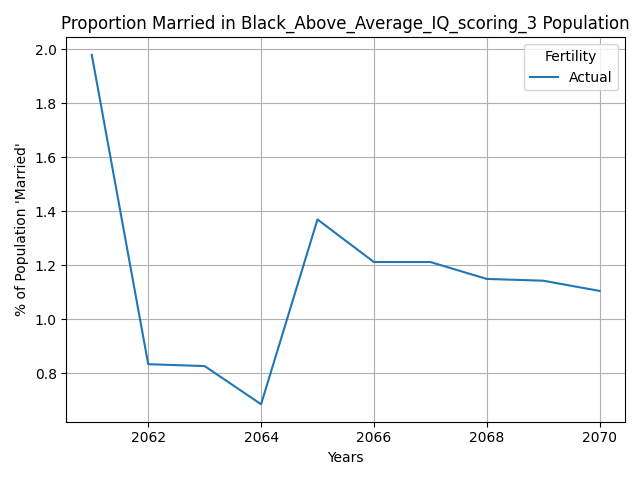 Proportion Married in Black_Above_Average_IQ_scoring_3 Population
Fertility
Actual
% of Population 'Married'
2.0
1.8
1.6
1.4
1.2
1.0
0.8
2062 2064 2066 2068 2070
Years